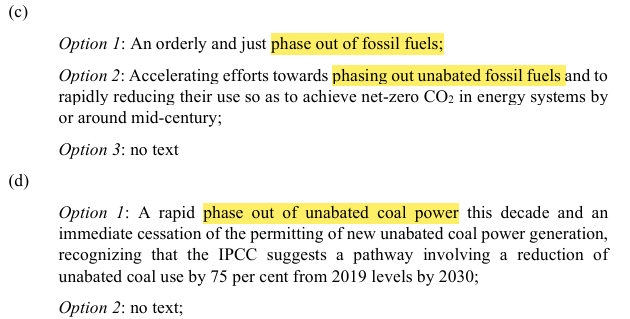 (c)
Option 1: An orderly and just phase out of fossil fuels;
Option 2: Accelerating efforts towards phasing out unabated fossil fuels and to
rapidly reducing their use so as to achieve net-zero CO2 in energy systems by
or around mid-century;
Option 3: no text
(d)
Option 1: A rapid phase out of unabated coal power this decade and an
immediate cessation of the permitting of new unabated coal power generation,
recognizing that the IPCC suggests a pathway involving a reduction of
unabated coal use by 75 per cent from 2019 levels by 2030;
Option 2: no text;